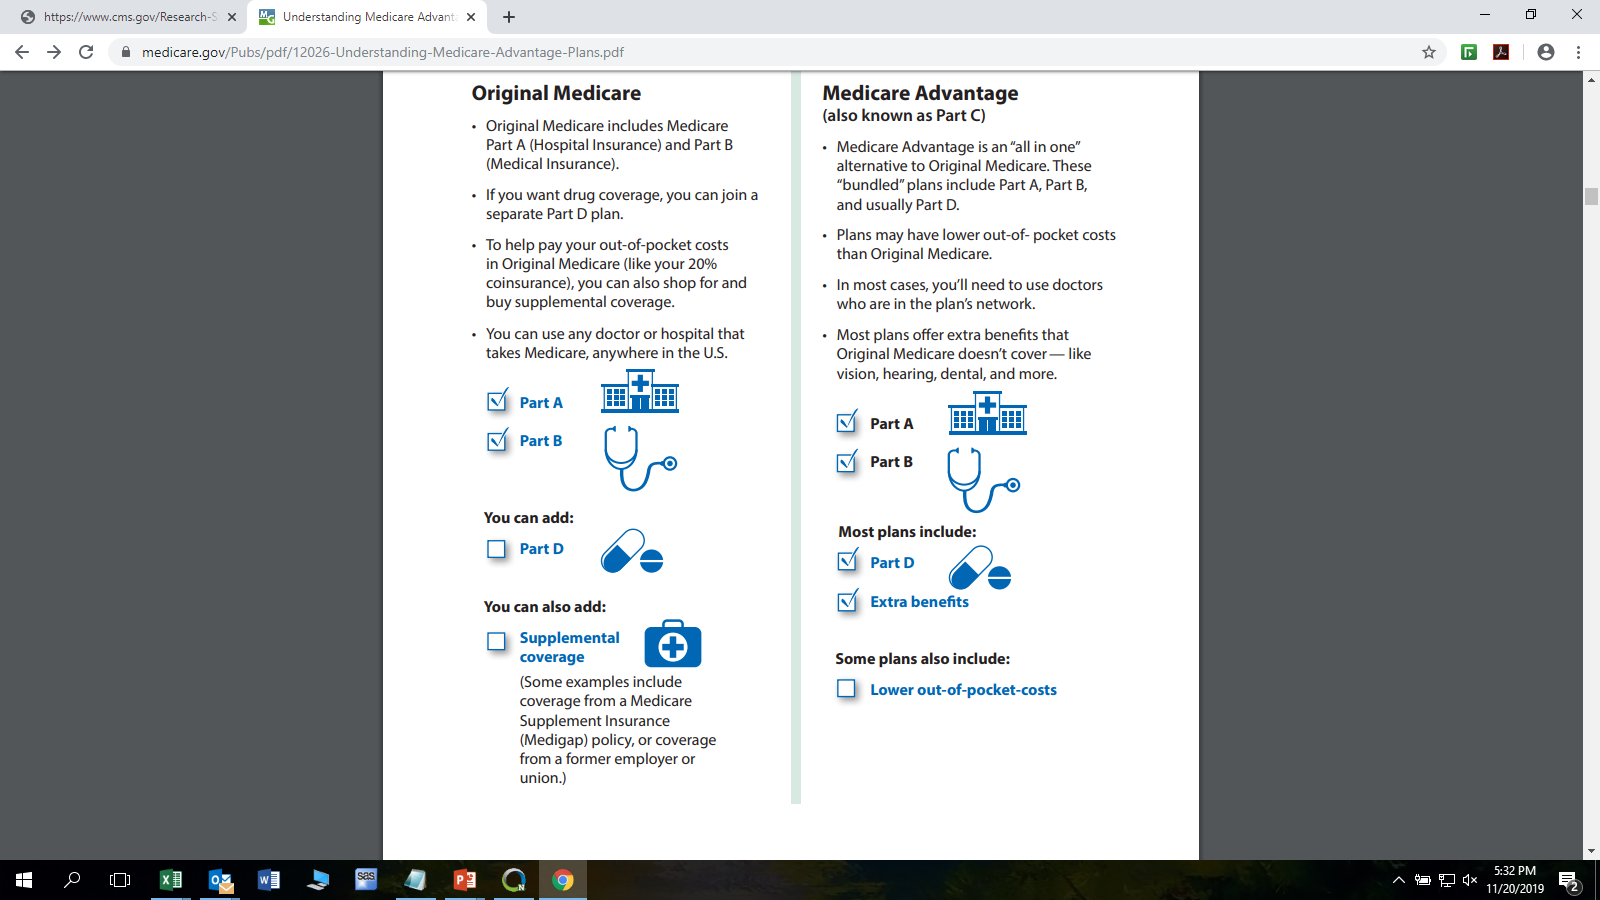 https://www.cms.gov/Research-S
Understanding Medicare Advanta
medicare.gov/Pubs/pdf/12026-Understanding-Medicare-Advantage-Plans.pdf
Original Medicare
• Original Medicare includes Medicare
Part A (Hospital Insurance) and Part B
(Medical Insurance).
• If you want drug coverage, you can join a
separate Part D plan.
• To help pay your out-of-pocket costs
in Original Medicare (like your 20%
coinsurance), you can also shop for and
buy supplemental coverage.
• You can use any doctor or hospital that
takes Medicare, anywhere in the U.S.
Part A
Part B
You can add:
Part D
You can also add:
Supplemental
coverage
(Some examples include
coverage from a Medicare
Supplement Insurance
(Medigap) policy, or coverage
from a former employer or
union.)
Medicare Advantage
(also known as Part C)
• Medicare Advantage is an “all in one”
alternative to Original Medicare. These
“bundled” plans include Part A, Part B,
and usually Part D.
• Plans may have lower out-of- pocket costs
than Original Medicare.
• In most cases, you’ll need to use doctors
who are in the plan’s network.
• Most plans offer extra benefits that
Original Medicare doesn’t cover — like
vision, hearing, dental, and more.
Part A
Part B
Most plans include:
Part D
Extra benefits
Some plans also include:
Lower out-of-pocket-costs
sas
N
5:32 PM
11/20/2019
2